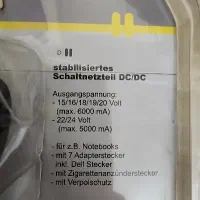 stabilisiertes
Schaltnetzteil DC/DC
Ausgangspannung:
- 15/16/18/19/20 Volt
(max. 6000 mA)
- 22/24 Volt
(max. 5000 mA)
- für z.B. Notebooks
- mit 7 Adapterstecker
inkl. Dell Stecker
- mit Zigarettenanzünderstecker
- mit Verpolschutz